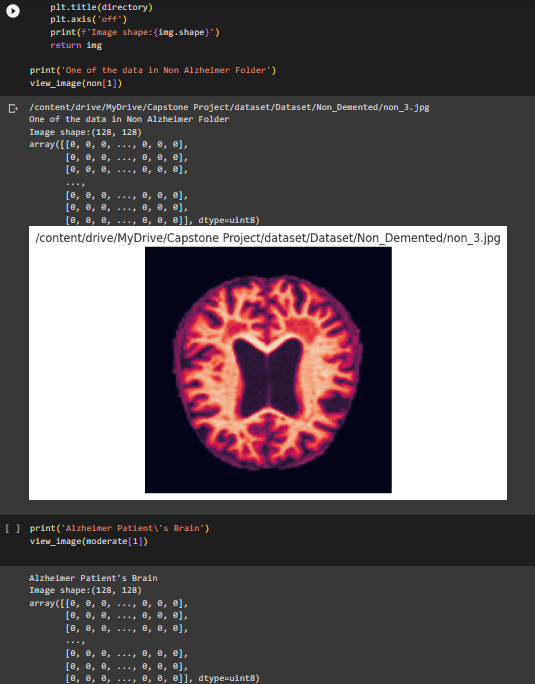 plt.title(directory)
plt.axis('off')
print(f'Image shape:{img.shape}')
return img
print('One of the data in Non Alzheimer Folder')
view_image(non[1])
/content/drive/MyDrive/Capstone Project/dataset/Dataset/Non_Demented/non_3.jpg
One of the data in Non Alzheimer Folder
Image shape:(128, 128)
array([[0, 0, 0, ..., 0, 0, 0],
[0, 0, 0, ..., 0, 0, 0],
[0, 0, 0, ..., 0, 0, 0],
...,
[0, 0, 0, ..., 0, 0, 0],
[0, 0, 0, ..., 0, 0, 0],
[0, 0, 0, ..., 0, 0, 0]], dtype=uint8)
/content/drive/MyDrive/Capstone Project/dataset/Dataset/Non_Demented/non_3.jpg
[ ] print('Alzheimer Patient\'s Brain')
view_image(moderate[1])
Alzheimer Patient's Brain
Image shape:(128, 128)
array([[0, 0, 0, ..., 0, 0, 0],
[0, 0, 0, ..., 0, 0, 0],
[0, 0, 0, ..., 0, 0, 0],
...,
[0, 0, 0, ..., 0, 0, 0],
[0, 0, 0, ..., 0, 0, 0],
[0, 0, 0, ..., 0, 0, 0]], dtype=uint8)